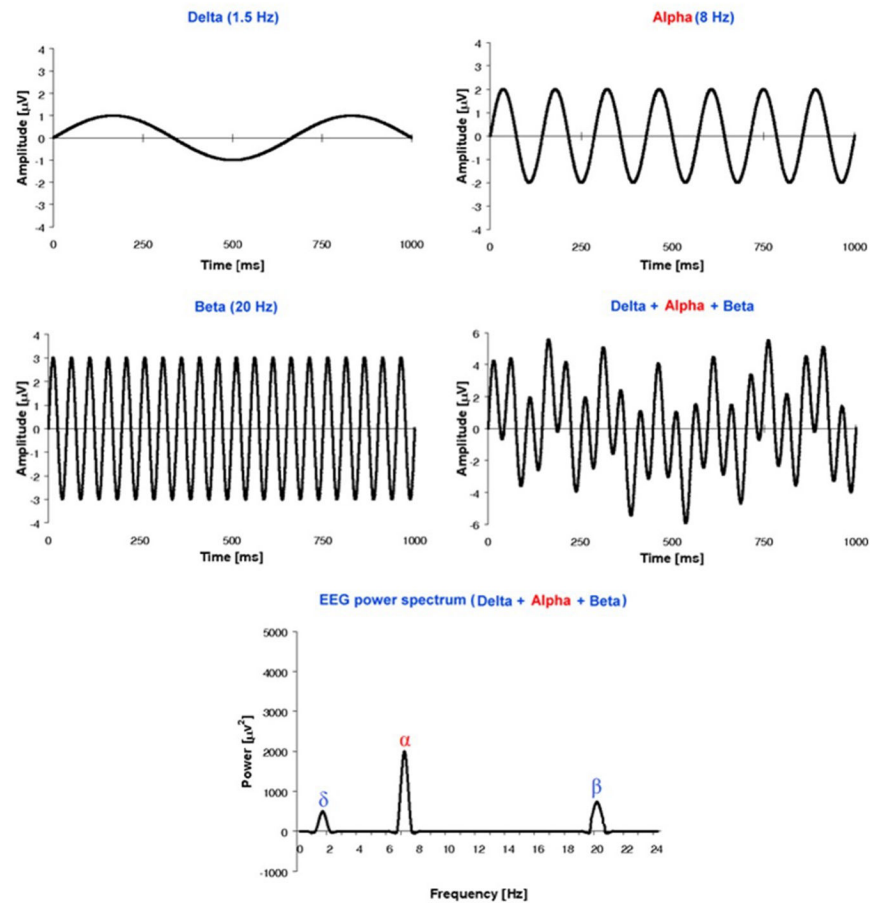 Delta (1.5 Hz)
4
3
2
1
0
-1
-2
-3
-4
Amplitude [µV]
0 250 500 750 1000
Time [ms]
Alpha (8 Hz)
4
3
2
1
0
-1
-2
-3
-4
Amplitude [µV]
0 250 500 750 1000
Time [ms]
Beta (20 Hz)
4
3
2
1
0
-1
-2
-3
-4
Amplitude [µV]
0 250 500 750 1000
Time [ms]
Delta + Alpha + Beta
6
4
2
0
-2
-4
-6
Amplitude [µV]
0 250 500 750 1000
Time [ms]
EEG power spectrum (Delta + Alpha + Beta)
5000
4000
3000
2000
1000
0
-1000
Power [µv²]
δ
α
β
0 2 4 6 8 10 12 14 16 18 20 22 24
Frequency [Hz]